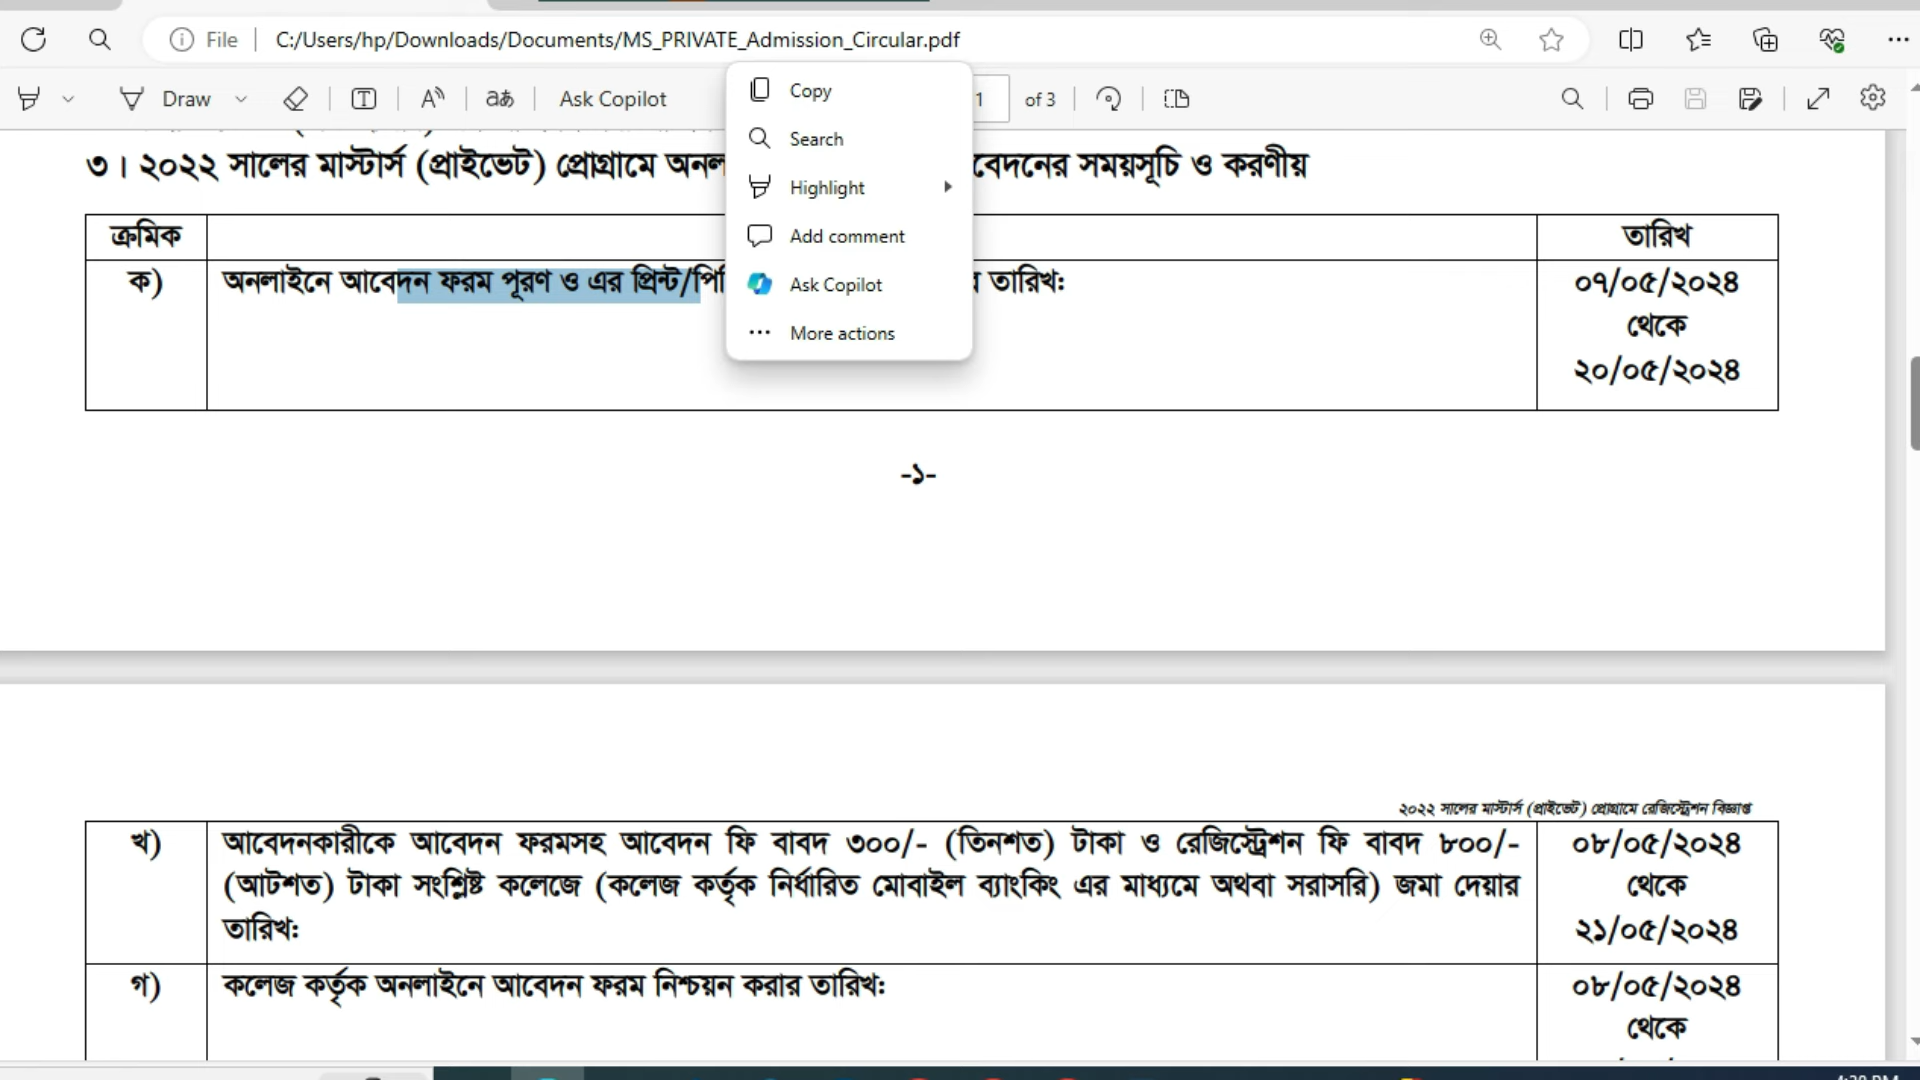 File C:/Users/hp/Downloads/Documents/MS_PRIVATE_Admission_Circular.pdf
Draw Ask Copilot 1 of 3
Copy
Search
Highlight
Add comment
Ask Copilot
More actions
৩। ২০২২ সালের মাস্টার্স (প্রাইভেট) প্রোগ্রামে সময়সূচি ও করণীয়
ক্রমিক তারিখ
ক) অনলাইনে আবেদন ফরম পূরণ ও এর প্রিন্ট/পি তারিখঃ ০৭/০৫/২০২৪
থেকে
২০/০৫/২০২৪
-১-
২০২২ সালের মাস্টার্স (প্রাইভেট) প্রোগ্রামে রেজিস্ট্রেশন বিজ্ঞপ্তি
খ) আবেদনকারীকে আবেদন ফরমসহ আবেদন ফি বাবদ ৩০০/- (তিনশত) টাকা ও রেজিস্ট্রেশন ফি বাবদ ৮০০/- ০৮/০৫/২০২৪
(আটশত) টাকা সংশ্লিষ্ট কলেজে (কলেজ কর্তৃক নির্ধারিত মোবাইল ব্যাংকিং এর মাধ্যমে অথবা সরাসরি) জমা দেয়ার থেকে
তারিখঃ ২১/০৫/২০২৪
গ) কলেজ কর্তৃক অনলাইনে আবেদন ফরম নিশ্চয়ন করার তারিখঃ ০৮/০৫/২০২৪
থেকে